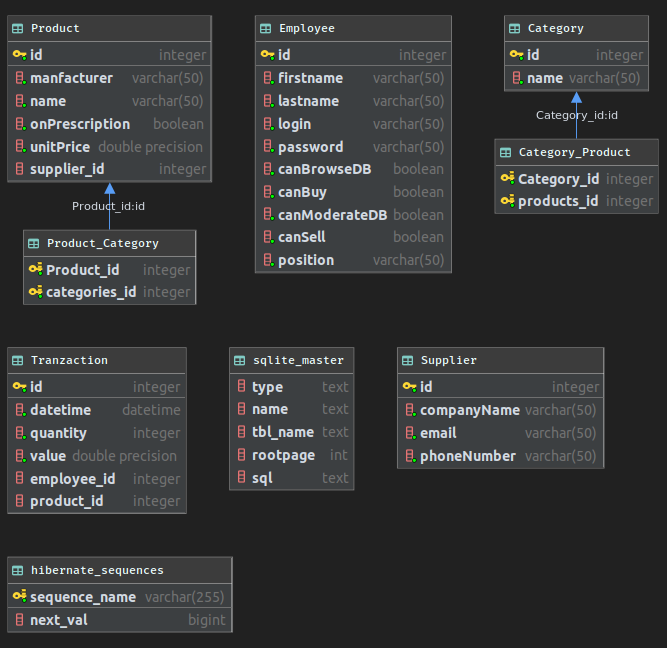 Product
id integer
manfacturer varchar(50)
name varchar(50)
onPrescription boolean
unitPrice double precision
supplier_id integer
Product_id:id
Product_Category
Product_id integer
categories_id integer
Employee
id integer
firstname varchar(50)
lastname varchar(50)
login varchar(50)
password varchar(50)
canBrowseDB boolean
canBuy boolean
canModerateDB boolean
canSell boolean
position varchar(50)
Category
id integer
name varchar(50)
Category_id:id
Category_Product
Category_id integer
products_id integer
Tranzaction
id integer
datetime datetime
quantity integer
value double precision
employee_id integer
product_id integer
sqlite_master
type text
name text
tbl_name text
rootpage int
sql text
Supplier
id integer
companyName varchar(50)
email varchar(50)
phoneNumber varchar(50)
hibernate_sequences
sequence_name varchar(255)
next_val bigint